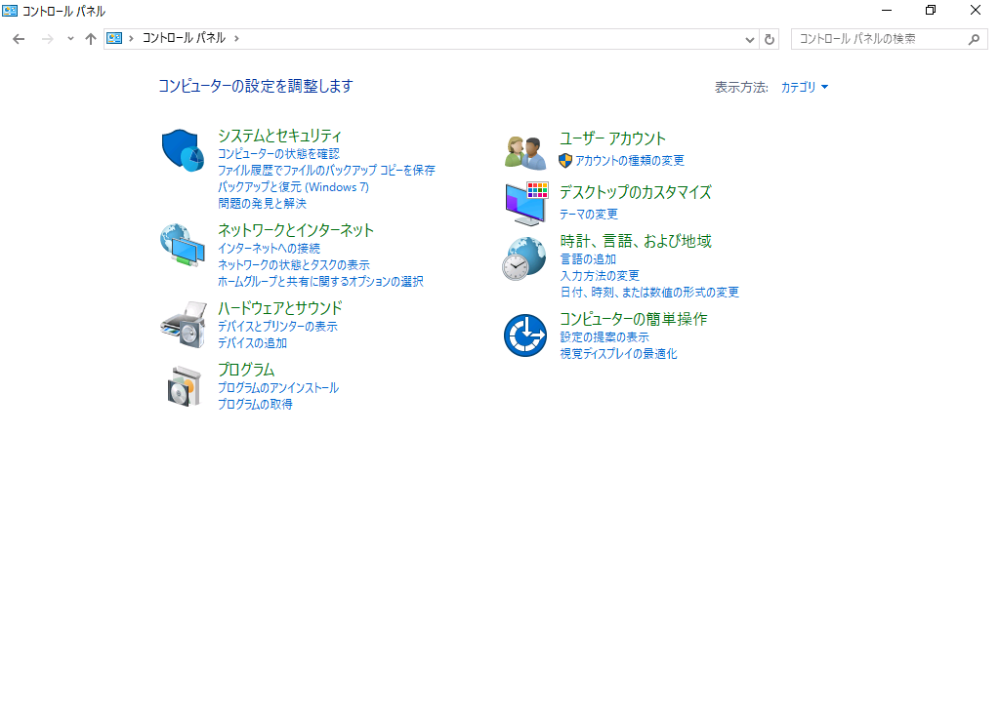 コントロール パネル
コントロール パネル
コントロール パネルの検索
コンピューターの設定を調整します
表示方法: カテゴリ
システムとセキュリティ
コンピューターの状態を確認
ファイル履歴でファイルのバックアップ コピーを保存
バックアップと復元 (Windows 7)
問題の発見と解決
ネットワークとインターネット
インターネットへの接続
ネットワークの状態とタスクの表示
ホームグループと共有に関するオプションの選択
ハードウェアとサウンド
デバイスとプリンターの表示
デバイスの追加
プログラム
プログラムのアンインストール
プログラムの取得
ユーザー アカウント
アカウントの種類の変更
デスクトップのカスタマイズ
テーマの変更
時計、言語、および地域
言語の追加
入力方法の変更
日付、時刻、または数値の形式の変更
コンピューターの簡単操作
設定の提案の表示
視覚ディスプレイの最適化